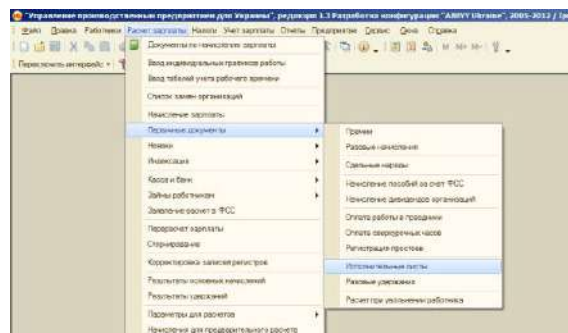 "Управление производственным предприятием для Украины", редакция 1.3 Разработка конфигурации "ABBYY Ukraine", 2005-2012 /
Файл Правка Работники Расчет зарплаты Налоги Учет зарплаты Отчеты Предприятие Сервис Окна Справка
Документы по начислению зарплаты
M M+ M-
Переключить интерфейс
Ввод индивидуальных графиков работы
Ввод табелей учета рабочего времени
Список замен организаций
Начисление зарплаты
Первичные документы
Премии
Неявки
Разовые начисления
Индексация
Сдельные наряды
Касса и банк
Начисление пособий за счет ФСС
Займы работникам
Начисление дивидендов организаций
Заявление-расчет в ФСС
Оплата работы в праздники
Оплата сверхурочных часов
Перерасчет зарплаты
Регистрация простоев
Сторнирование
Корректировка записей регистров
Исполнительные листы
Результаты основных начислений
Разовые удержания
Результаты удержаний
Расчет при увольнении работника
Параметры для расчетов
Начисления для предварительного расчета